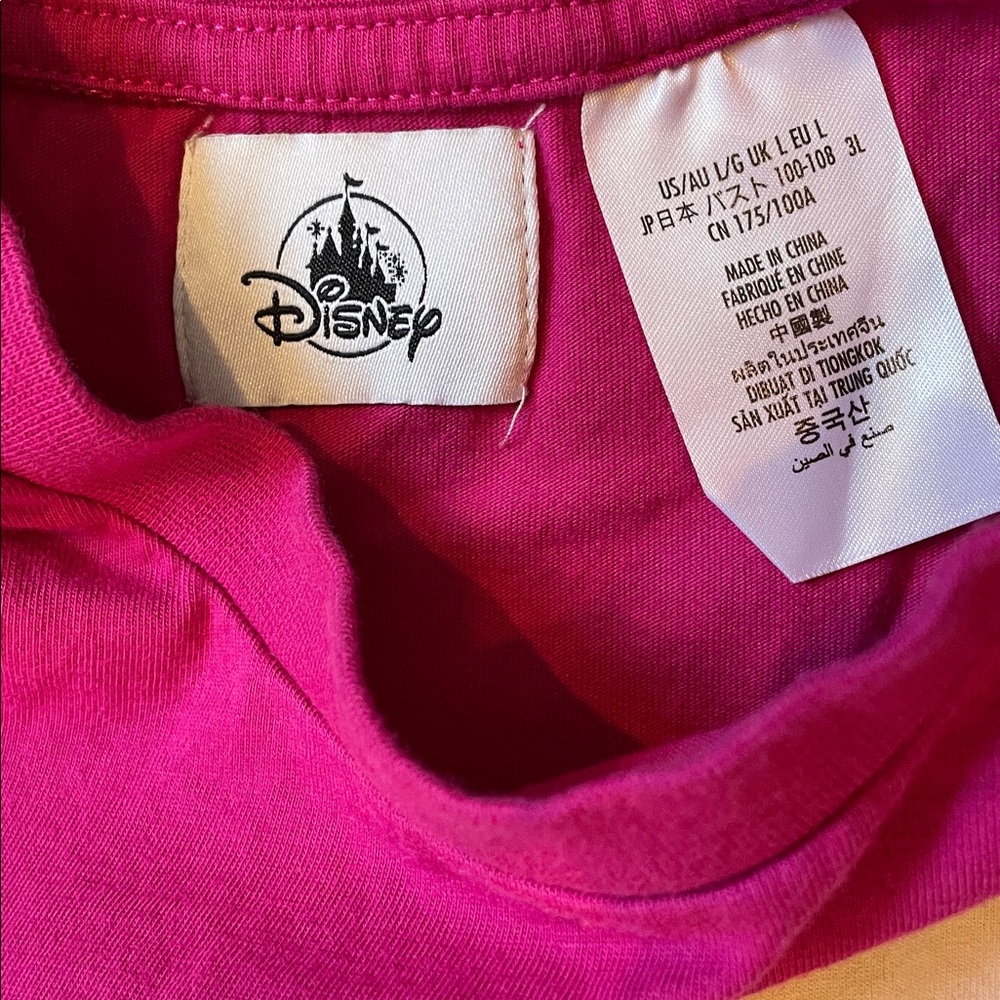 Disney
US/AU L/G UK L EU L
JP日本 バスト 100-108 3L
CN 175/100A
MADE IN CHINA
FABRIQUÉ EN CHINE
HECHO EN CHINA
中國製
ผลิตในประเทศจีน
DIBUAT DI TIONGKOK
SẢN XUẤT TẠI TRUNG QUỐC
중국산
صنع في الصين